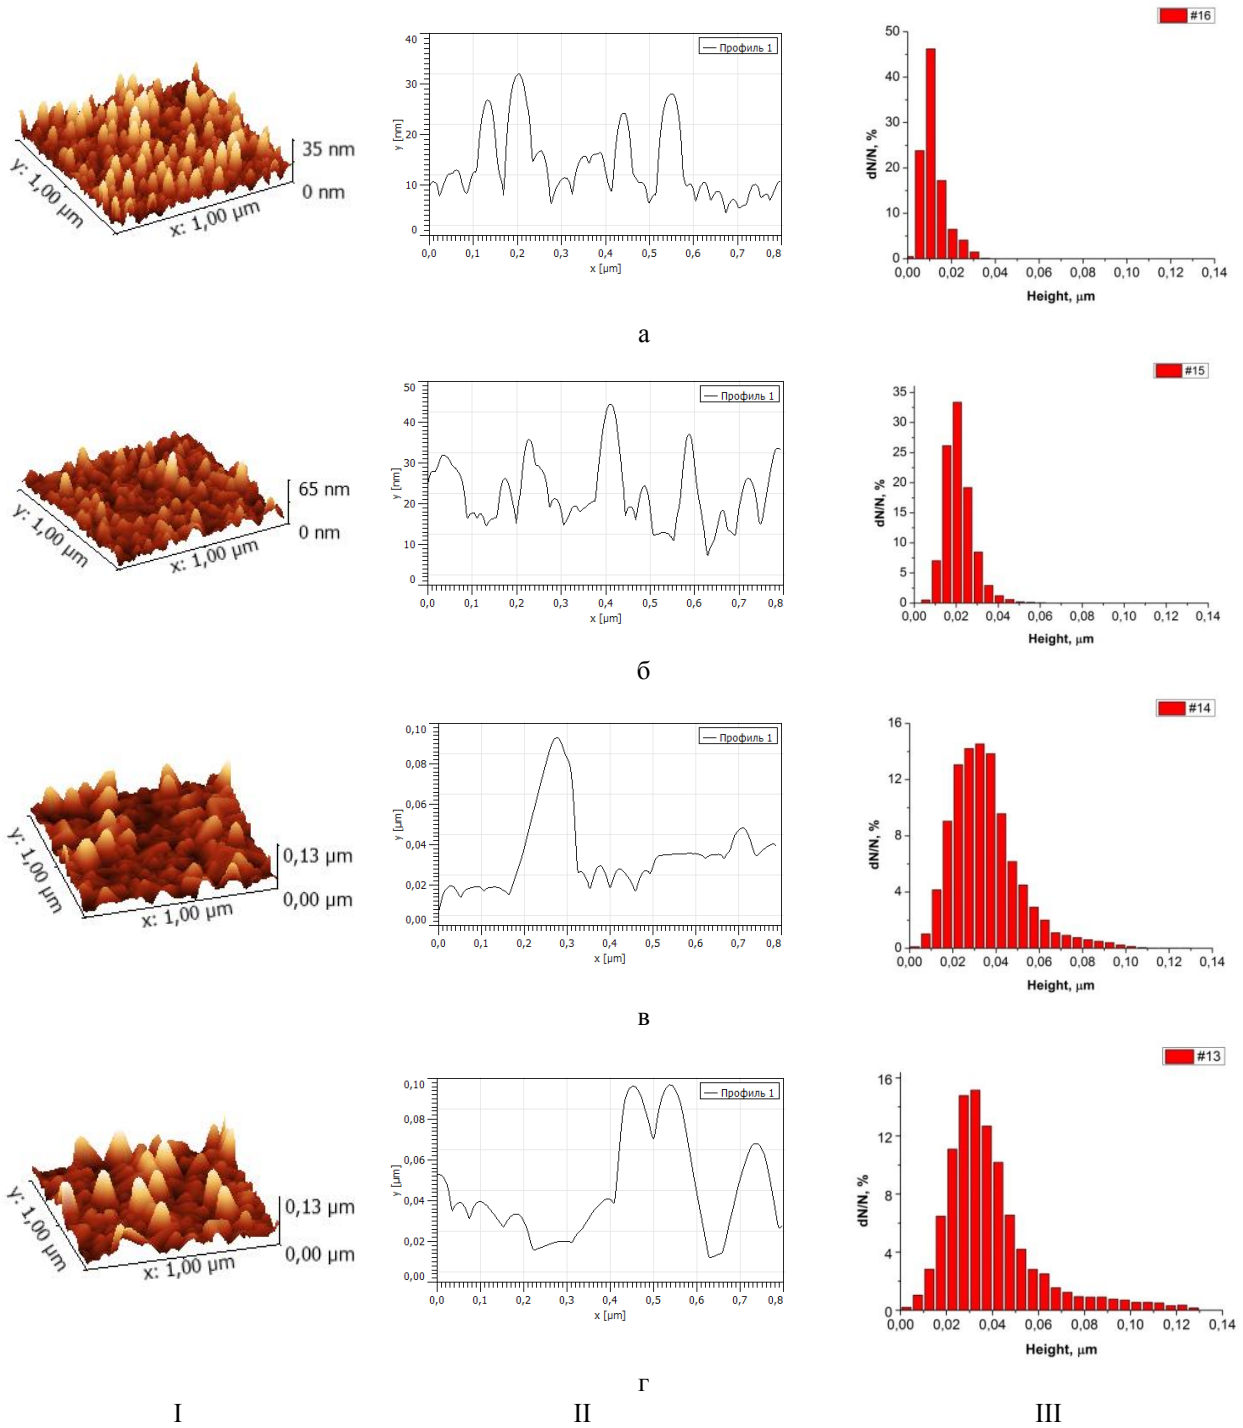 #16
y: 1,00 µm
x: 1,00 µm
35 nm
0 nm
Профиль 1
y [nm]
40
30
20
10
0
0,0 0,1 0,2 0,3 0,4 0,5 0,6 0,7 0,8
x [µm]
dN/N, %
50
40
30
20
10
0
0,00 0,02 0,04 0,06 0,08 0,10 0,12 0,14
Height, µm
а
#15
y: 1,00 µm
x: 1,00 µm
65 nm
0 nm
Профиль 1
y [nm]
50
40
30
20
10
0
0,0 0,1 0,2 0,3 0,4 0,5 0,6 0,7 0,8
x [µm]
dN/N, %
35
30
25
20
15
10
5
0
0,00 0,02 0,04 0,06 0,08 0,10 0,12 0,14
Height, µm
б
#14
y: 1,00 µm
x: 1,00 µm
0,13 µm
0,00 µm
Профиль 1
y [µm]
0,10
0,08
0,06
0,04
0,02
0,00
0,0 0,1 0,2 0,3 0,4 0,5 0,6 0,7 0,8
x [µm]
dN/N, %
16
12
8
4
0
0,00 0,02 0,04 0,06 0,08 0,10 0,12 0,14
Height, µm
в
#13
y: 1,00 µm
x: 1,00 µm
0,13 µm
0,00 µm
Профиль 1
y [µm]
0,10
0,08
0,06
0,04
0,02
0,00
0,0 0,1 0,2 0,3 0,4 0,5 0,6 0,7 0,8
x [µm]
dN/N, %
16
12
8
4
0
0,00 0,02 0,04 0,06 0,08 0,10 0,12 0,14
Height, µm
г
I II III